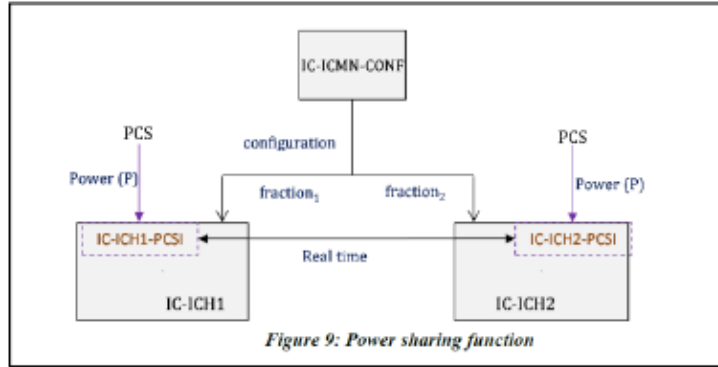 IC-ICMN-CONF
PCS
PCS
configuration
Power (P)
Power (P)
fraction₁
fraction₂
IC-ICH1-PCSI
IC-ICH2-PCSI
Real time
IC-ICH1
IC-ICH2
Figure 9: Power sharing function